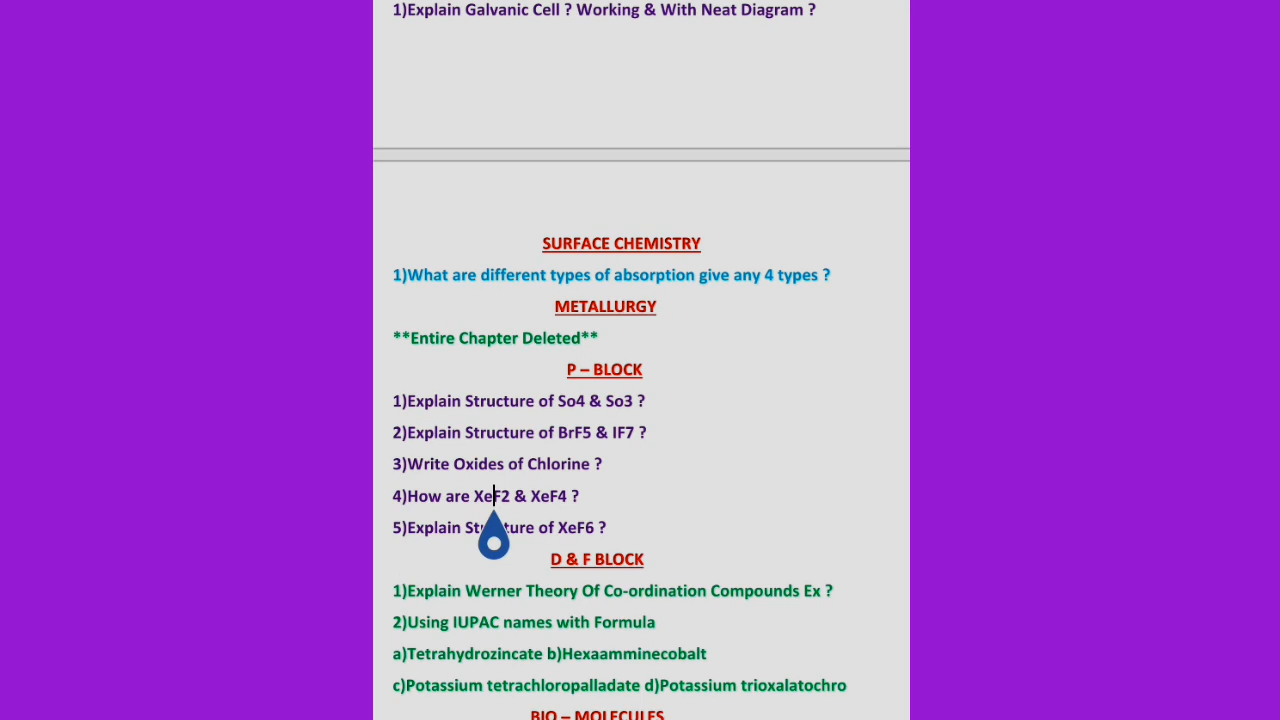 1)Explain Galvanic Cell ? Working & With Neat Diagram ?
SURFACE CHEMISTRY
1)What are different types of absorption give any 4 types ?
METALLURGY
**Entire Chapter Deleted**
P – BLOCK
1)Explain Structure of So4 & So3 ?
2)Explain Structure of BrF5 & IF7 ?
3)Write Oxides of Chlorine ?
4)How are XeF2 & XeF4 ?
5)Explain Structure of XeF6 ?
D & F BLOCK
1)Explain Werner Theory Of Co-ordination Compounds Ex ?
2)Using IUPAC names with Formula
a)Tetrahydrozincate b)Hexaamminecobalt
c)Potassium tetrachloropalladate d)Potassium trioxalatochro
BIO – MOLECULES